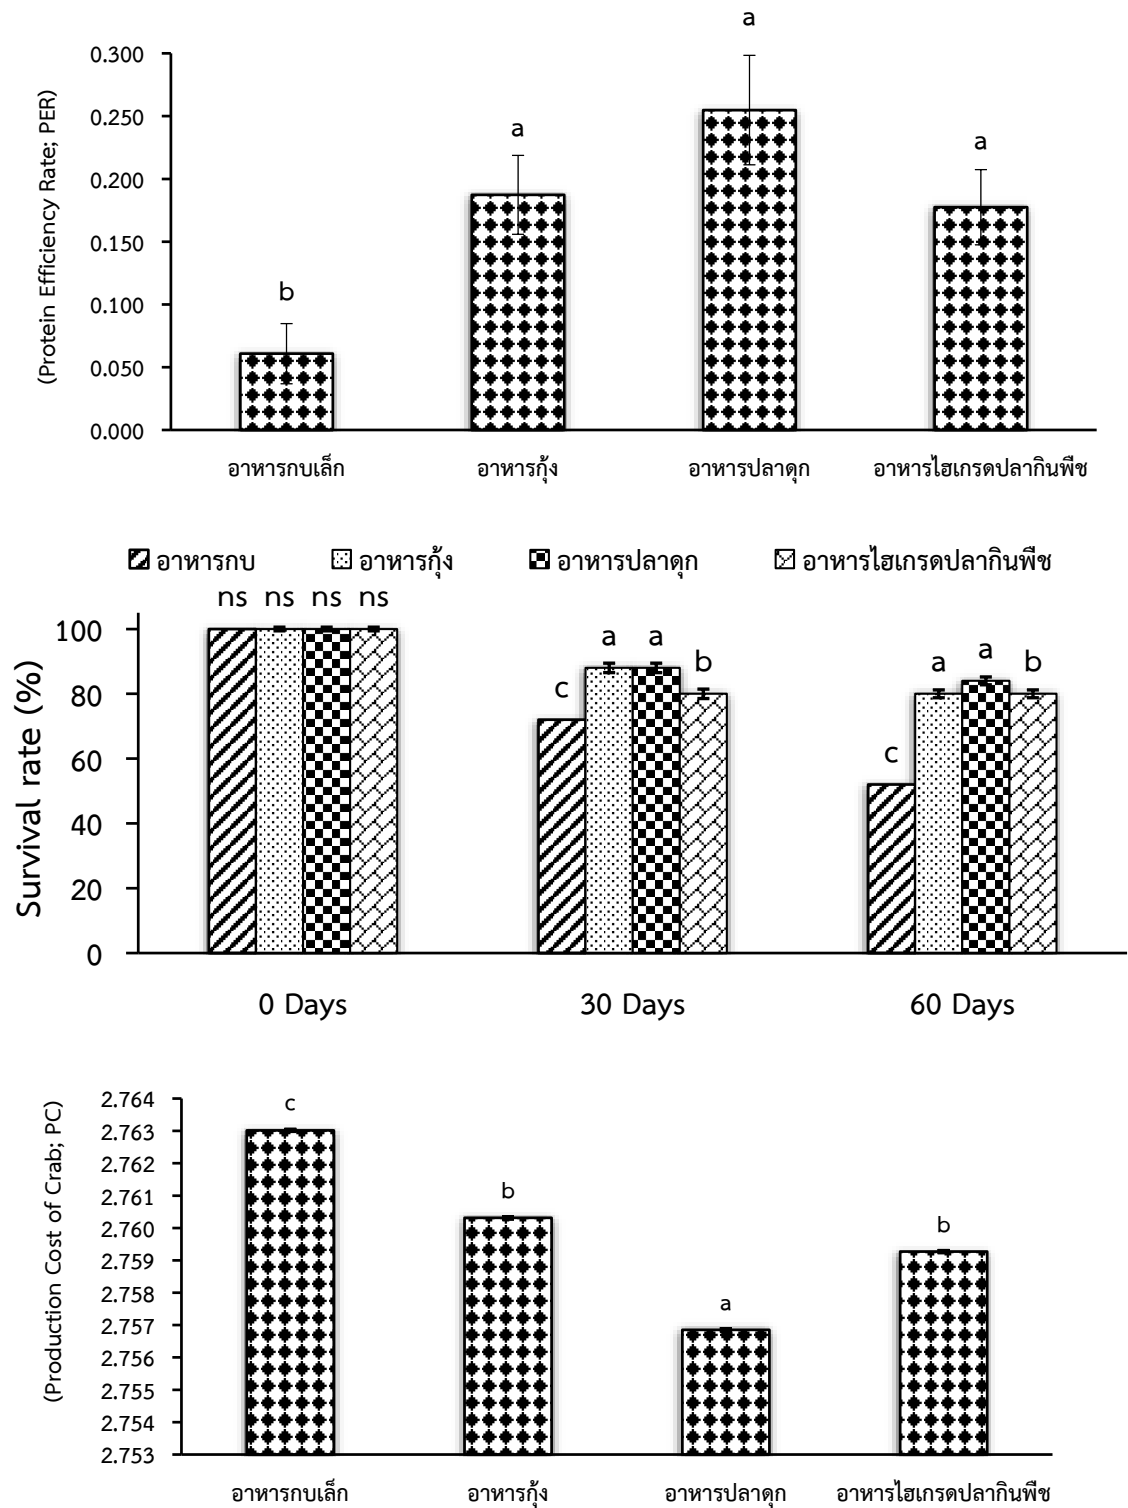 a
0.300
a
0.250
a
0.200
0.150
b
0.100
0.050
0.000
(Protein Efficiency Rate; PER)
อาหารกบเล็ก อาหารกุ้ง อาหารปลาดุก อาหารไฮเกรดปลากินพืช
อาหารกบ อาหารกุ้ง อาหารปลาดุก อาหารไฮเกรดปลากินพืช
ns ns ns ns
100
a a a
c b a b
80
c
60
40
20
0
Survival rate (%)
0 Days 30 Days 60 Days
2.764
c
2.763
2.762
2.761
b
2.760
b
2.759
2.758
a
2.757
2.756
2.755
2.754
2.753
(Production Cost of Crab; PC)
อาหารกบเล็ก อาหารกุ้ง อาหารปลาดุก อาหารไฮเกรดปลากินพืช